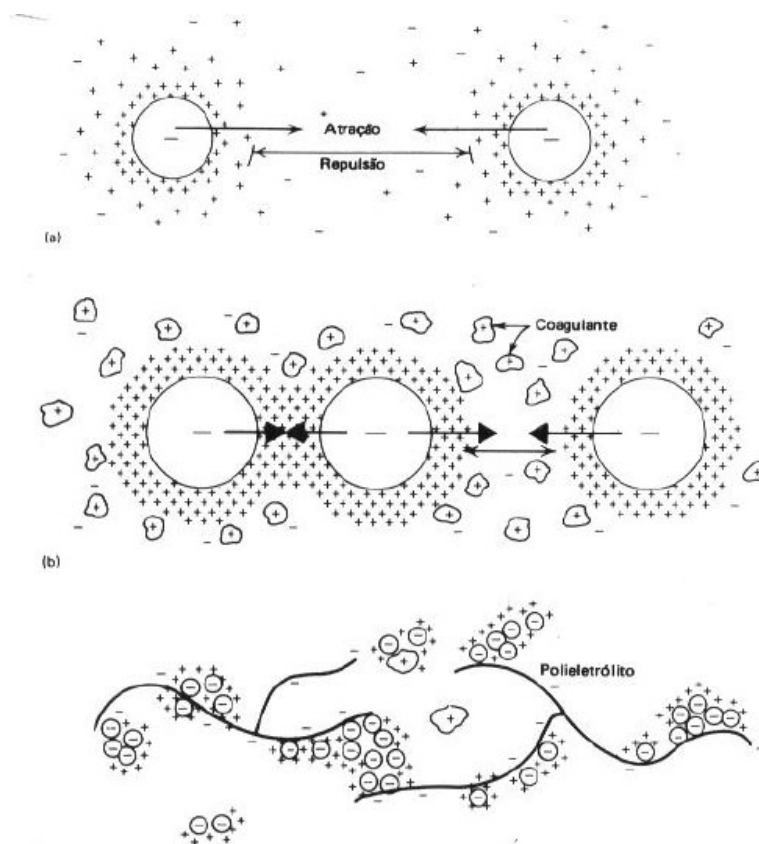 Atração
Repulsão
(a)
Coagulante
(b)
Polieletrólito